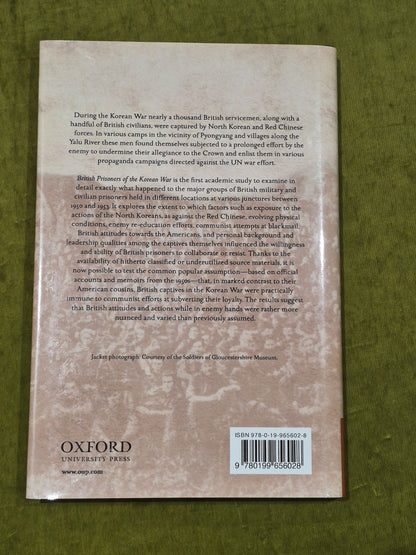 During the Korean War nearly a thousand British servicemen, along with a
handful of British civilians, were captured by North Korean and Red Chinese
forces. In various camps in the vicinity of Pyongyang and villages along the
Yalu River these men found themselves subjected to a prolonged effort by the
enemy to undermine their allegiance to the Crown and enlist them in various
propaganda campaigns directed against the UN war effort.
British Prisoners of the Korean War is the first academic study to examine in
detail exactly what happened to the major groups of British military and
civilian prisoners held in different locations at various junctures between
1950 and 1953. It explores the extent to which factors such as exposure to the
actions of the North Koreans, as against the Red Chinese, evolving physical
conditions, enemy re-education efforts, communist attempts at blackmail,
British attitudes towards the Americans, and personal background and
leadership qualities among the captives themselves influenced the willingness
and ability of British prisoners to collaborate or resist. Thanks to the
availability of hitherto classified or underutilized source materials, it is
now possible to test the common popular assumption—based on official
accounts and memoirs from the 1950s—that, in marked contrast to their
American cousins, British captives in the Korean War were practically
immune to communist efforts at subverting their loyalty. The results suggest
that British attitudes and actions while in enemy hands were rather more
nuanced and varied than previously assumed.
Jacket photograph: Courtesy of the Soldiers of Gloucestershire Museum.
OXFORD
UNIVERSITY PRESS
www.oup.com
ISBN 978-0-19-965602-8
9 780199 656028